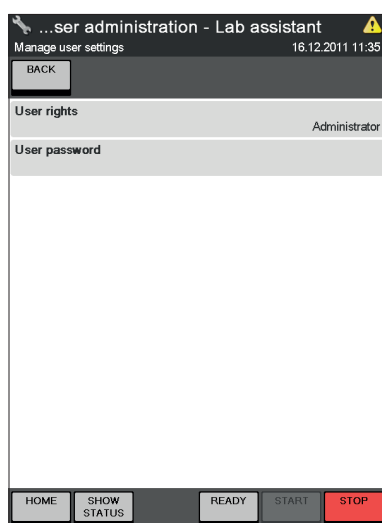 ...ser administration - Lab assistant
Manage user settings 16.12.2011 11:35
BACK
User rights
Administrator
User password
HOME SHOW STATUS READY START STOP